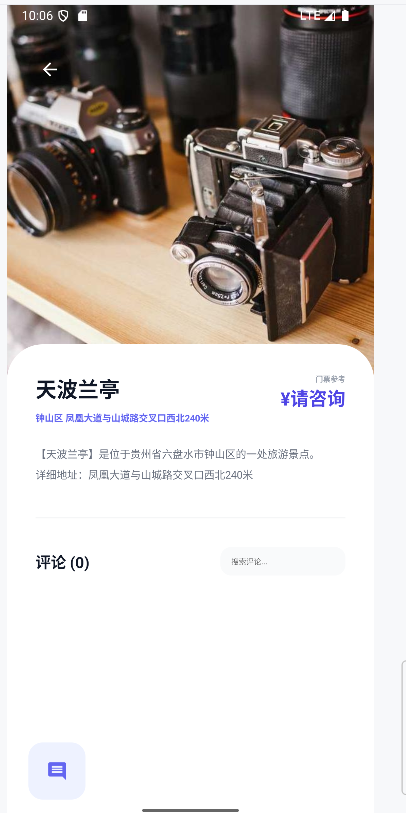 10:06
LTE
天波兰亭
门票参考
¥请咨询
钟山区 凤凰大道与山城路交叉口西北240米
【天波兰亭】是位于贵州省六盘水市钟山区的一处旅游景点。
详细地址：凤凰大道与山城路交叉口西北240米
评论 (0)
搜索评论...